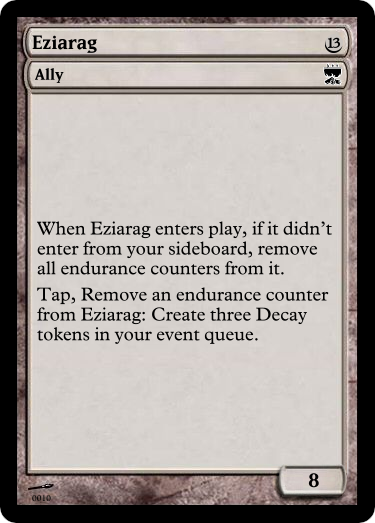 Eziarag
13
Ally
When Eziarag enters play, if it didn't
enter from your sideboard, remove
all endurance counters from it.
Tap, Remove an endurance counter
from Eziarag: Create three Decay
tokens in your event queue.
8
0010